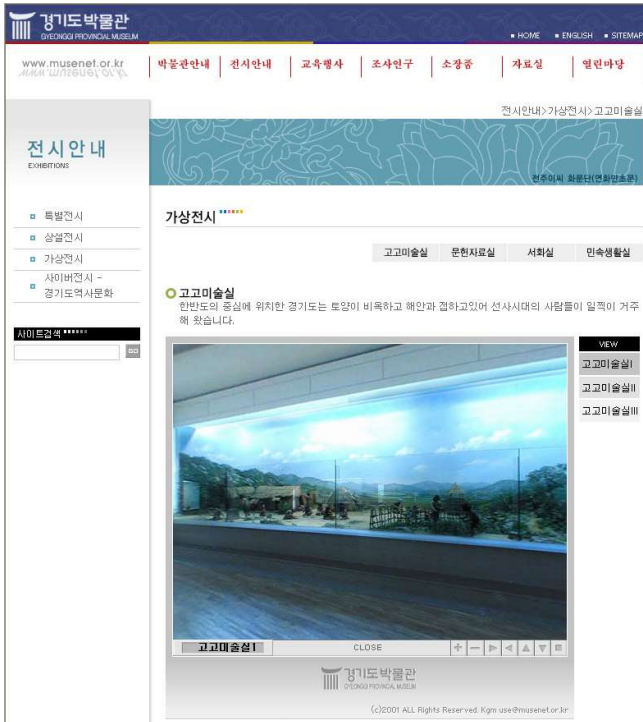 경기도박물관
GYEONGGI PROVINCIAL MUSEUM
HOME ENGLISH SITEMAP
www.musenet.or.kr
박물관안내 전시안내 교육행사 조사연구 소장품 자료실 열린마당
전시안내>가상전시>고고미술실
전시안내
EXHIBITIONS
전주이씨 화문단(연화만초문)
특별전시
상설전시
가상전시
사이버전시 -
경기도역사문화
사이트검색
GO
가상전시
고고미술실 문헌자료실 서화실 민속생활실
고고미술실
한반도의 중심에 위치한 경기도는 토양이 비옥하고 해안과 접하고있어 선사시대의 사람들이 일찍이 거주
해 왔습니다.
VIEW
고고미술실I
고고미술실II
고고미술실III
고고미술실1 CLOSE
경기도박물관
GYEONGGI PROVINCIAL MUSEUM
(c)2001 ALL Rights Reserved. Kgm use@musenet.or.kr